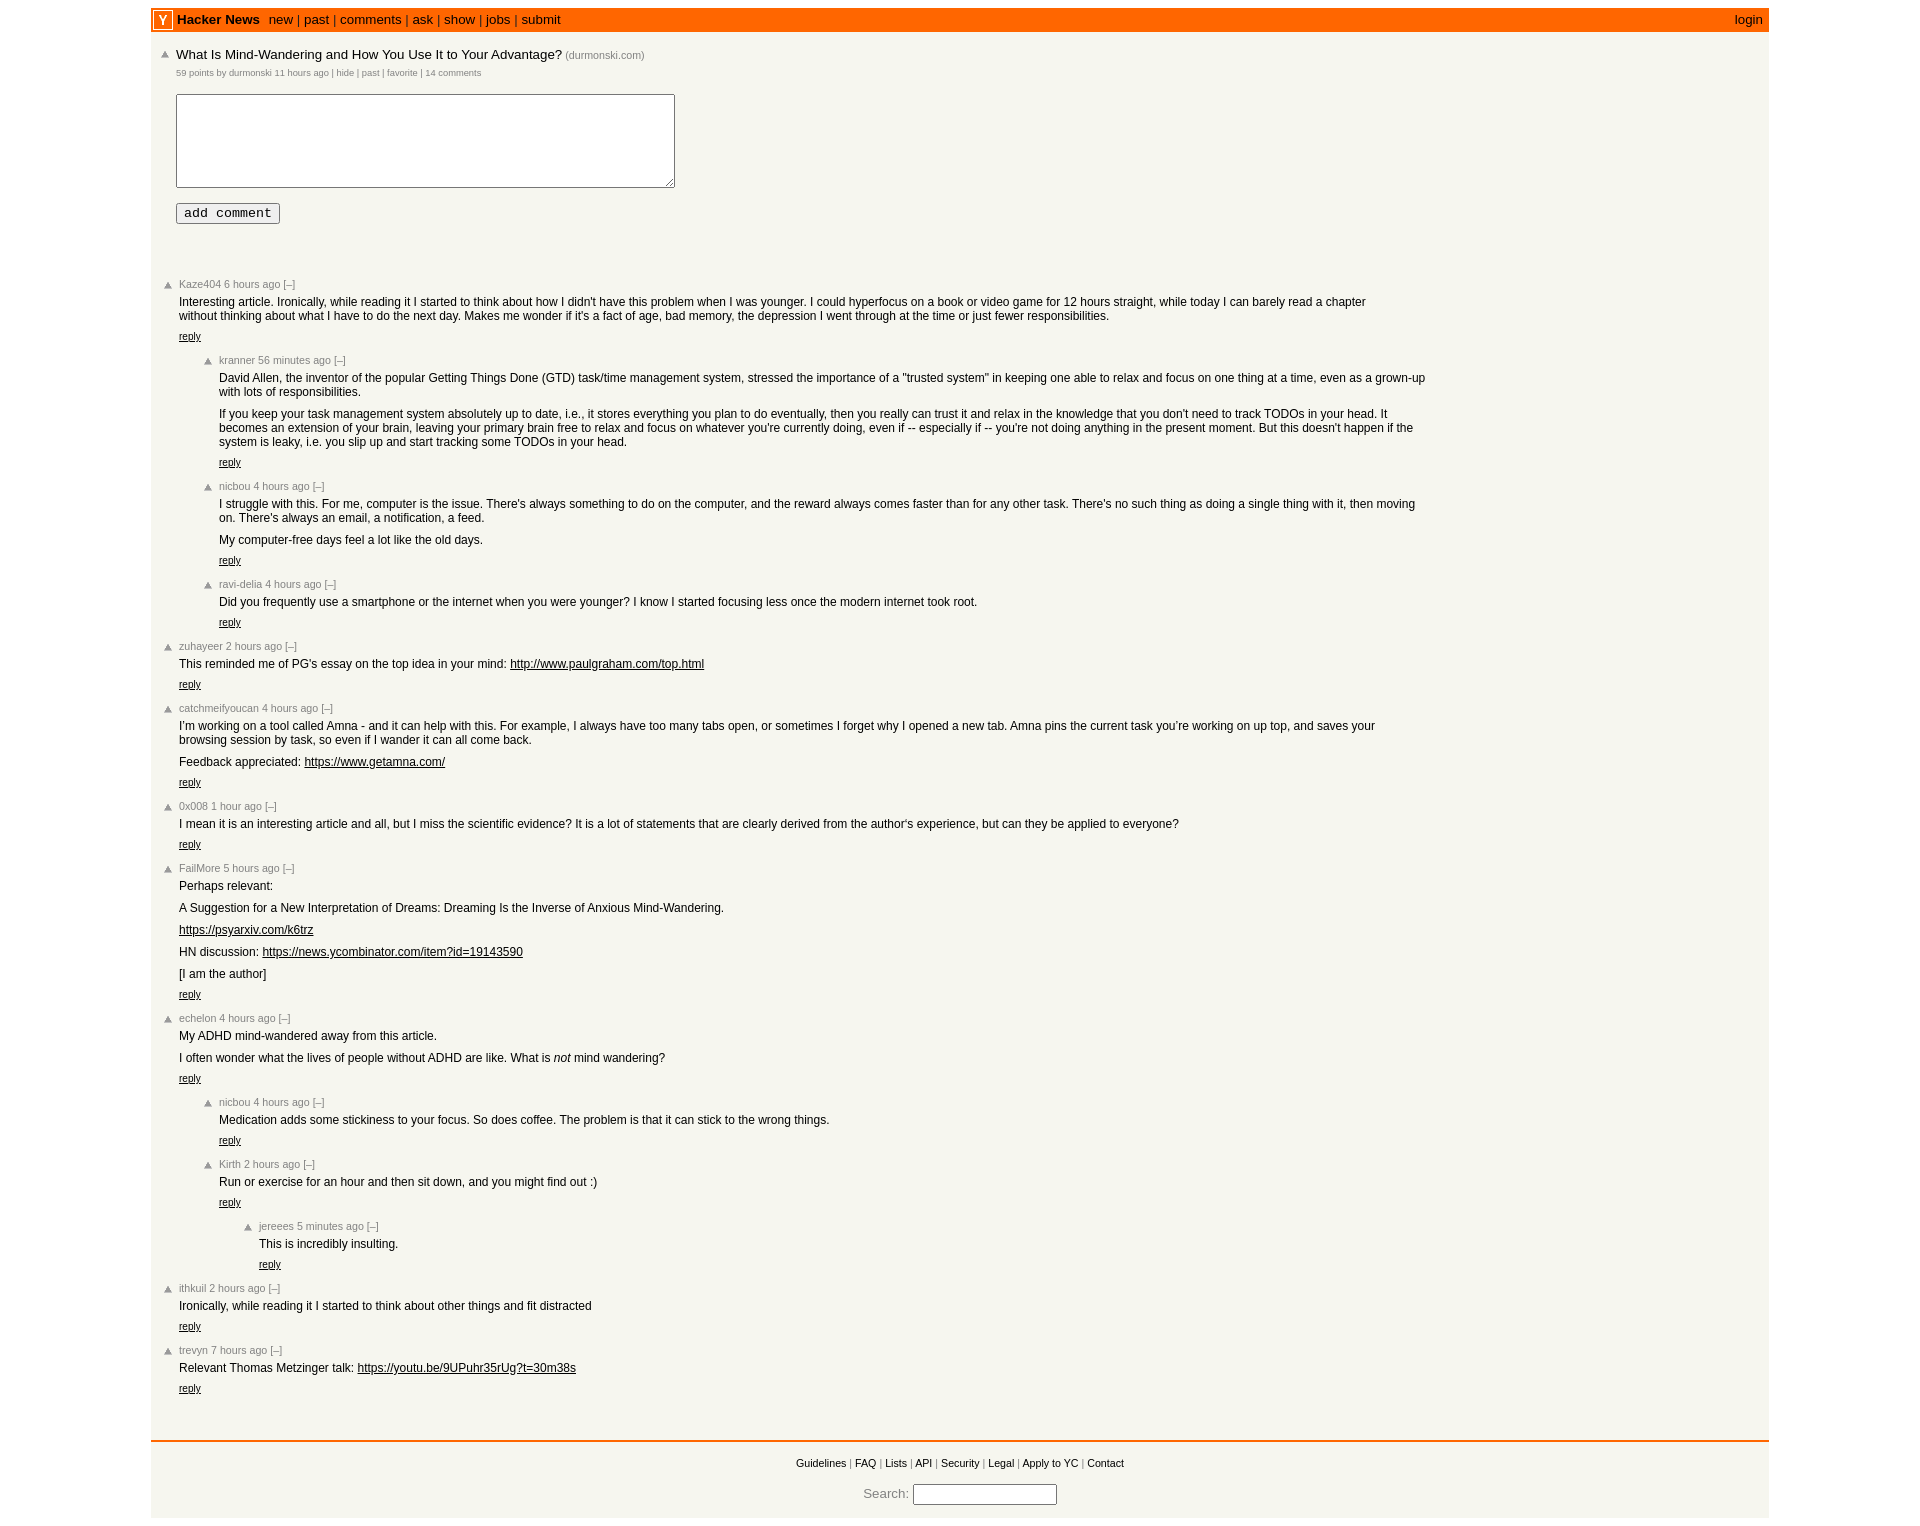 Y Hacker News new | past | comments | ask | show | jobs | submit login
What Is Mind-Wandering and How You Use It to Your Advantage? (durmonski.com)
59 points by durmonski 11 hours ago | hide | past | favorite | 14 comments
add comment
Kaze404 6 hours ago [–]
Interesting article. Ironically, while reading it I started to think about how I didn't have this problem when I was younger. I could hyperfocus on a book or video game for 12 hours straight, while today I can barely read a chapter
without thinking about what I have to do the next day. Makes me wonder if it's a fact of age, bad memory, the depression I went through at the time or just fewer responsibilities.
reply
kranner 56 minutes ago [–]
David Allen, the inventor of the popular Getting Things Done (GTD) task/time management system, stressed the importance of a "trusted system" in keeping one able to relax and focus on one thing at a time, even as a grown-up
with lots of responsibilities.
If you keep your task management system absolutely up to date, i.e., it stores everything you plan to do eventually, then you really can trust it and relax in the knowledge that you don't need to track TODOs in your head. It
becomes an extension of your brain, leaving your primary brain free to relax and focus on whatever you're currently doing, even if -- especially if -- you're not doing anything in the present moment. But this doesn't happen if the
system is leaky, i.e. you slip up and start tracking some TODOs in your head.
reply
nicbou 4 hours ago [–]
I struggle with this. For me, computer is the issue. There's always something to do on the computer, and the reward always comes faster than for any other task. There's no such thing as doing a single thing with it, then moving
on. There's always an email, a notification, a feed.
My computer-free days feel a lot like the old days.
reply
ravi-delia 4 hours ago [–]
Did you frequently use a smartphone or the internet when you were younger? I know I started focusing less once the modern internet took root.
reply
zuhayeer 2 hours ago [–]
This reminded me of PG's essay on the top idea in your mind: http://www.paulgraham.com/top.html
reply
catchmeifyoucan 4 hours ago [–]
I’m working on a tool called Amna - and it can help with this. For example, I always have too many tabs open, or sometimes I forget why I opened a new tab. Amna pins the current task you’re working on up top, and saves your
browsing session by task, so even if I wander it can all come back.
Feedback appreciated: https://www.getamna.com/
reply
0x008 1 hour ago [–]
I mean it is an interesting article and all, but I miss the scientific evidence? It is a lot of statements that are clearly derived from the author‘s experience, but can they be applied to everyone?
reply
FailMore 5 hours ago [–]
Perhaps relevant:
A Suggestion for a New Interpretation of Dreams: Dreaming Is the Inverse of Anxious Mind-Wandering.
https://psyarxiv.com/k6trz
HN discussion: https://news.ycombinator.com/item?id=19143590
[I am the author]
reply
echelon 4 hours ago [–]
My ADHD mind-wandered away from this article.
I often wonder what the lives of people without ADHD are like. What is not mind wandering?
reply
nicbou 4 hours ago [–]
Medication adds some stickiness to your focus. So does coffee. The problem is that it can stick to the wrong things.
reply
Kirth 2 hours ago [–]
Run or exercise for an hour and then sit down, and you might find out :)
reply
jereees 5 minutes ago [–]
This is incredibly insulting.
reply
ithkuil 2 hours ago [–]
Ironically, while reading it I started to think about other things and fit distracted
reply
trevyn 7 hours ago [–]
Relevant Thomas Metzinger talk: https://youtu.be/9UPuhr35rUg?t=30m38s
reply
Guidelines | FAQ | Lists | API | Security | Legal | Apply to YC | Contact
Search: